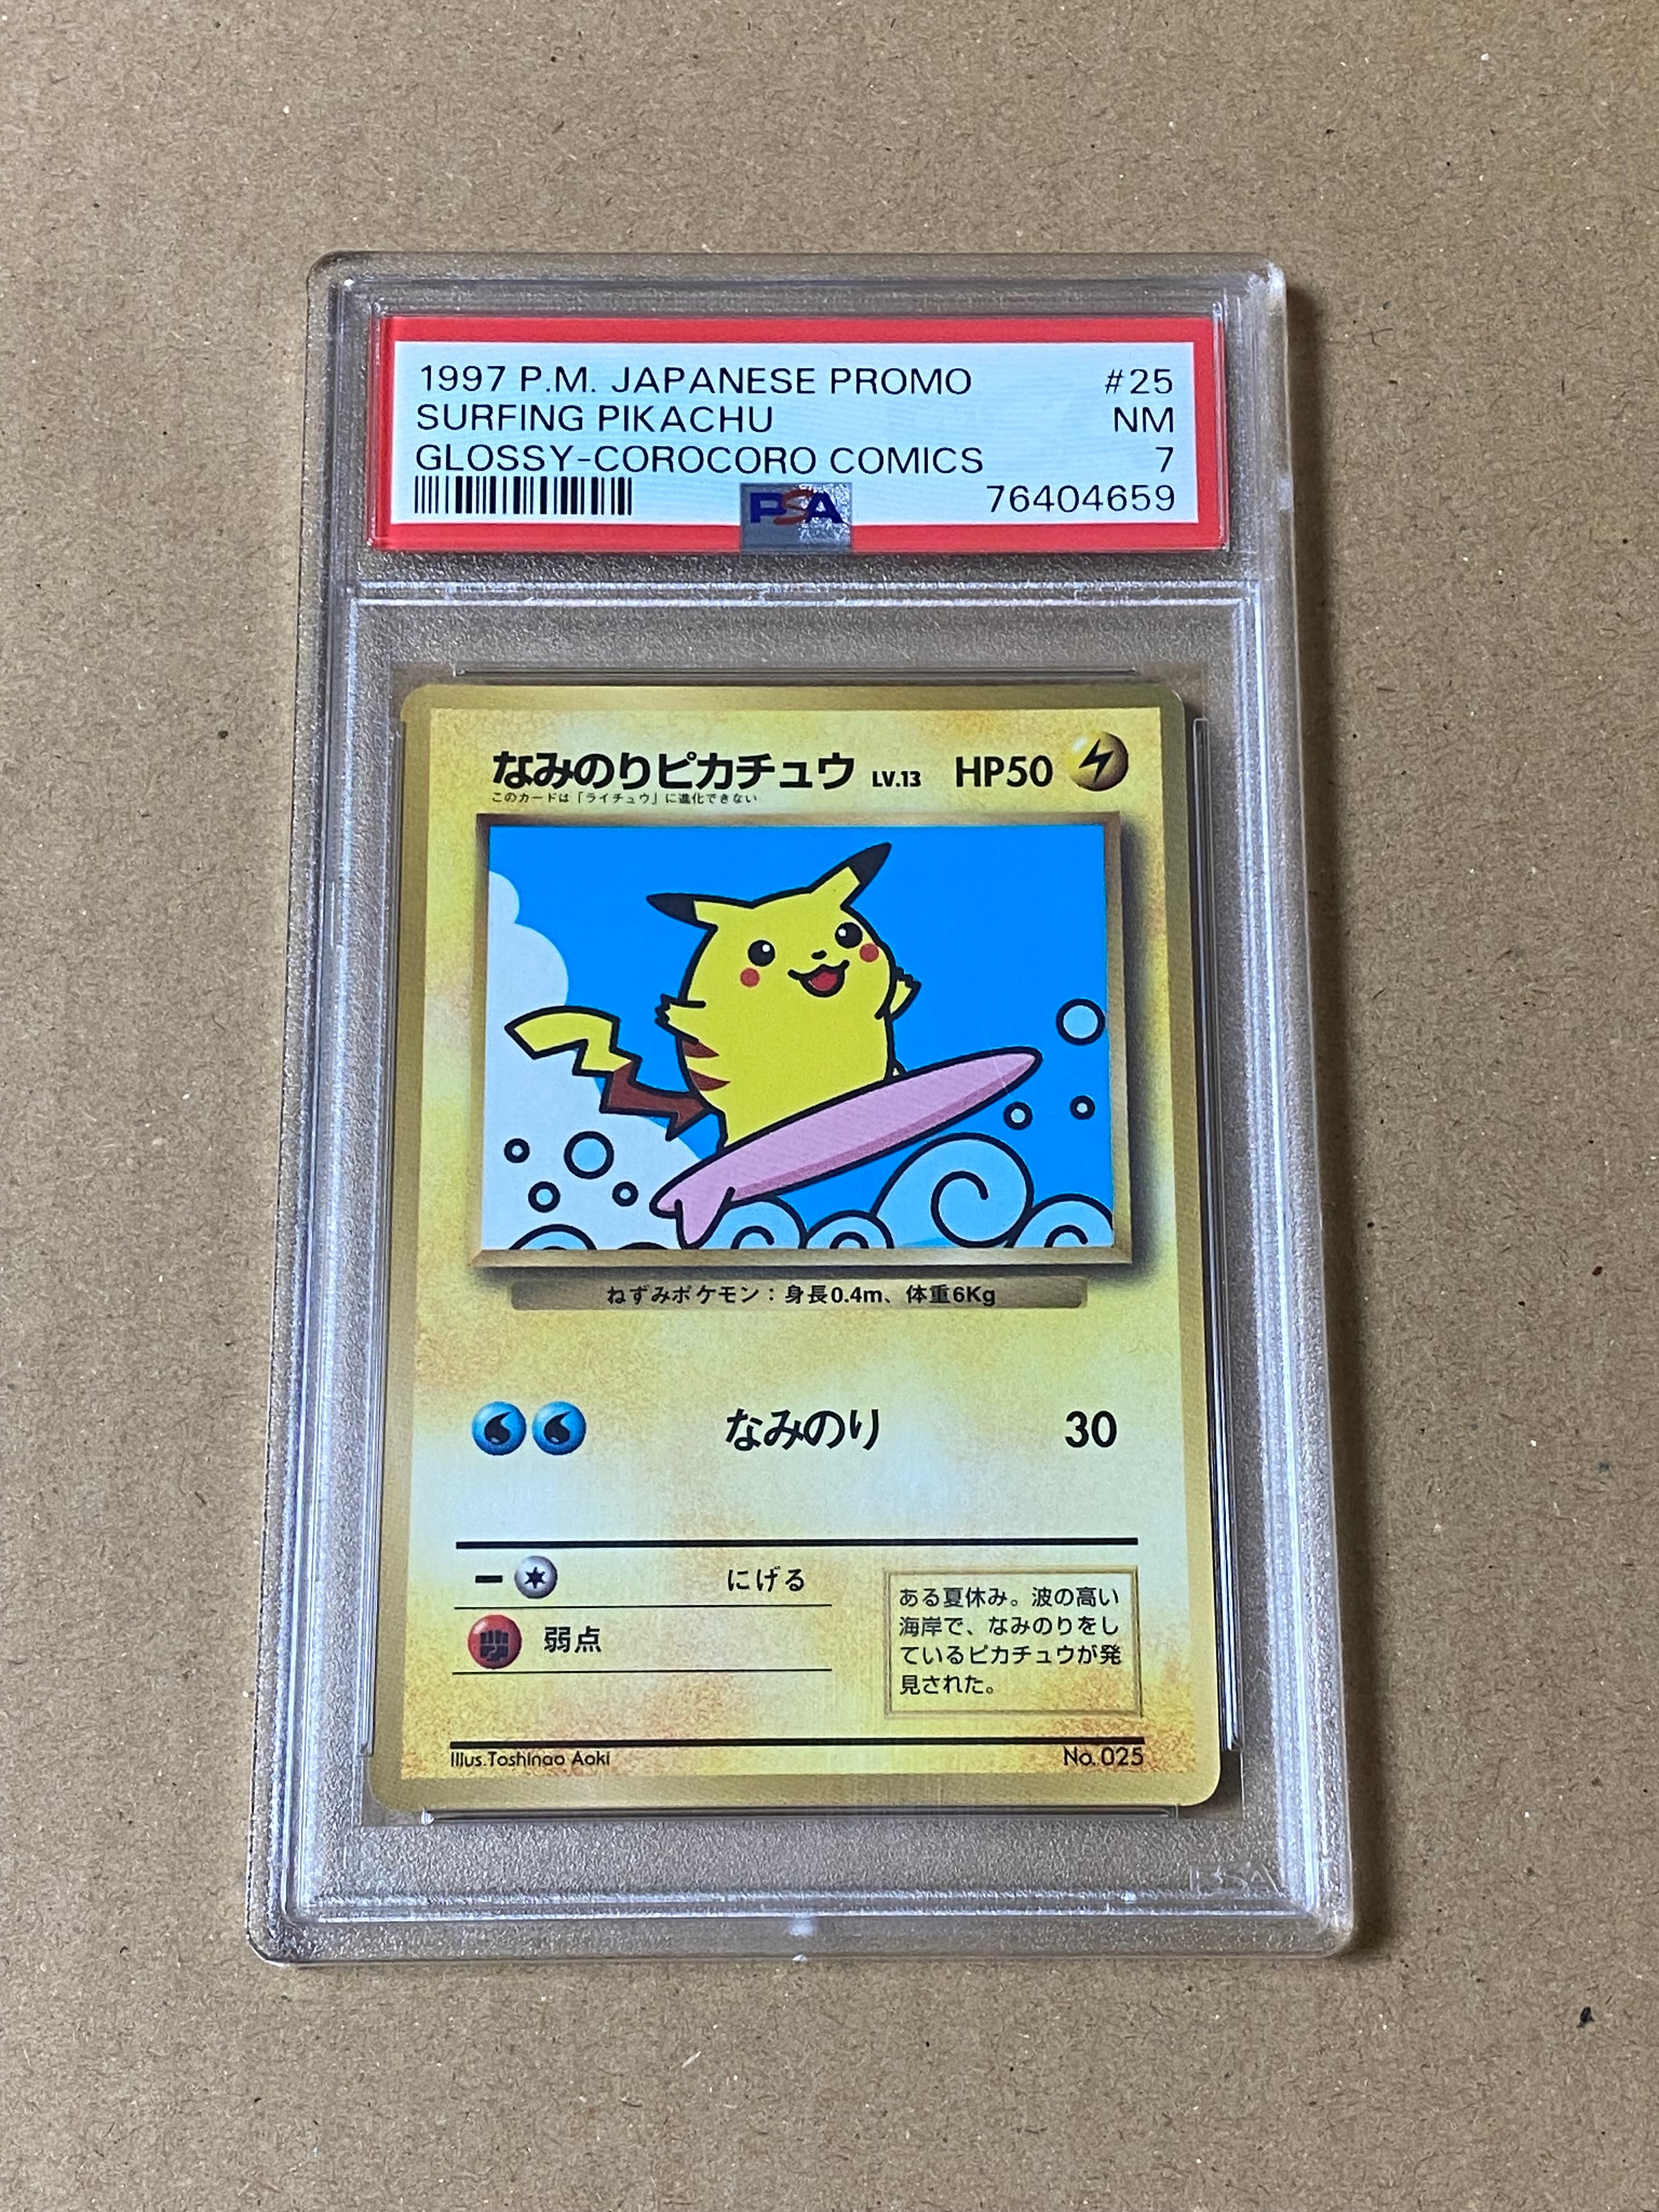 1997 P.M. JAPANESE PROMO #25
SURFING PIKACHU NM
GLOSSY-COROCORO COMICS 7
PSA 76404659
なみのりピカチュウ LV.13 HP50
このカードは「ライチュウ」に進化できない
ねずみポケモン：身長0.4m、体重6Kg
なみのり 30
にげる
弱点
ある夏休み。波の高い
海岸で、なみのりをし
ているピカチュウが発
見された。
Illus.Toshinao Aoki No.025
PSA